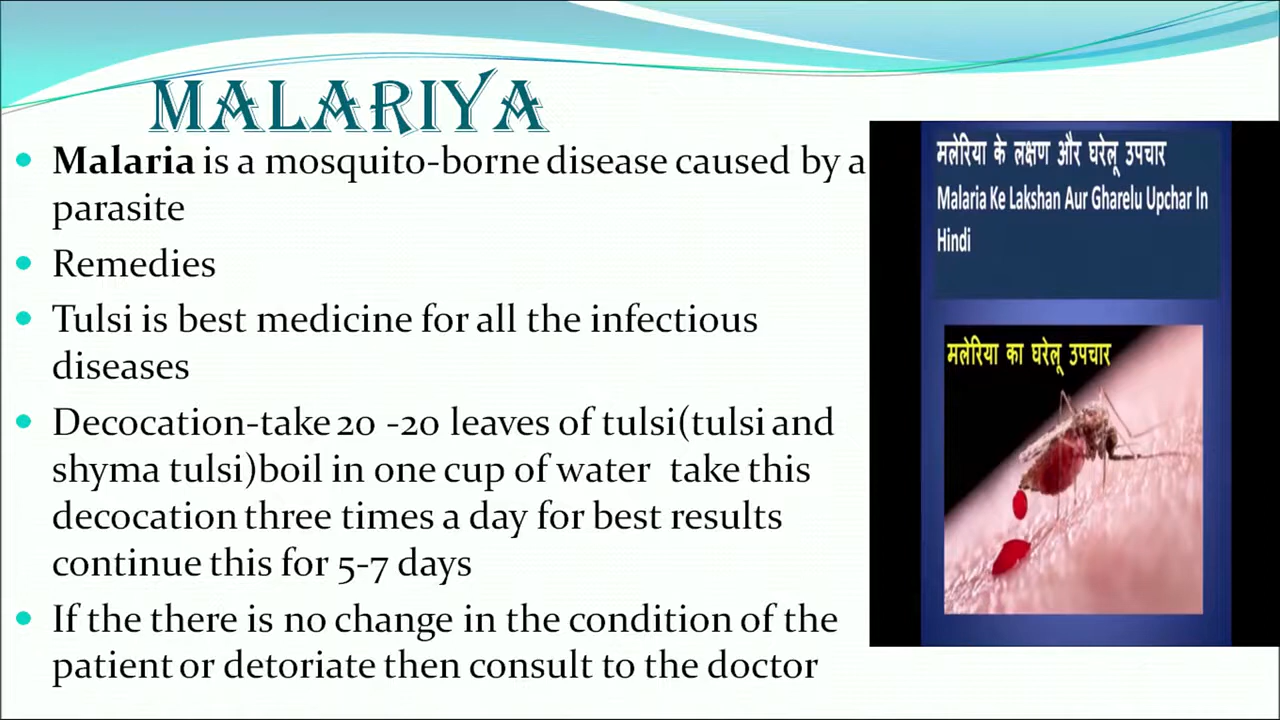 MALARIYA
• Malaria is a mosquito-borne disease caused by a
parasite
• Remedies
• Tulsi is best medicine for all the infectious
diseases
• Decocation-take 20 -20 leaves of tulsi(tulsi and
shyma tulsi)boil in one cup of water take this
decocation three times a day for best results
continue this for 5-7 days
• If the there is no change in the condition of the
patient or detoriate then consult to the doctor
मलेरिया के लक्षण और घरेलू उपचार
Malaria Ke Lakshan Aur Gharelu Upchar In
Hindi
मलेरिया का घरेलू उपचार